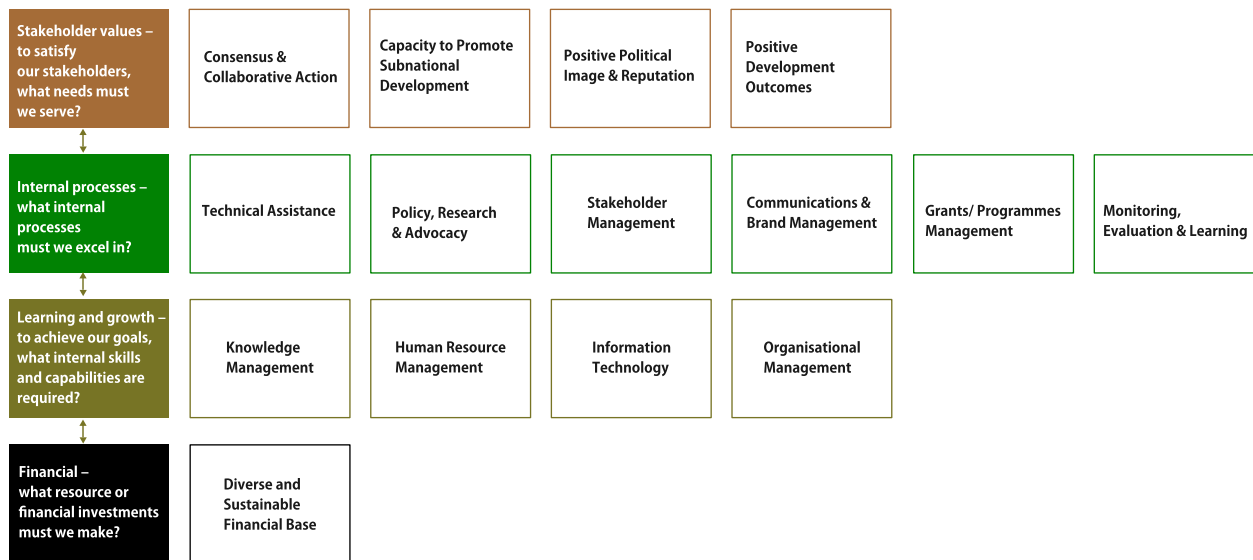 Stakeholder values –
to satisfy
our stakeholders,
what needs must
we serve?
Consensus &
Collaborative Action
Capacity to Promote
Subnational
Development
Positive Political
Image & Reputation
Positive
Development
Outcomes
Internal processes –
what internal
processes
must we excel in?
Technical Assistance
Policy, Research
& Advocacy
Stakeholder
Management
Communications &
Brand Management
Grants/ Programmes
Management
Monitoring,
Evaluation & Learning
Learning and growth –
to achieve our goals,
what internal skills
and capabilities are
required?
Knowledge
Management
Human Resource
Management
Information
Technology
Organisational
Management
Financial –
what resource or
financial investments
must we make?
Diverse and
Sustainable
Financial Base